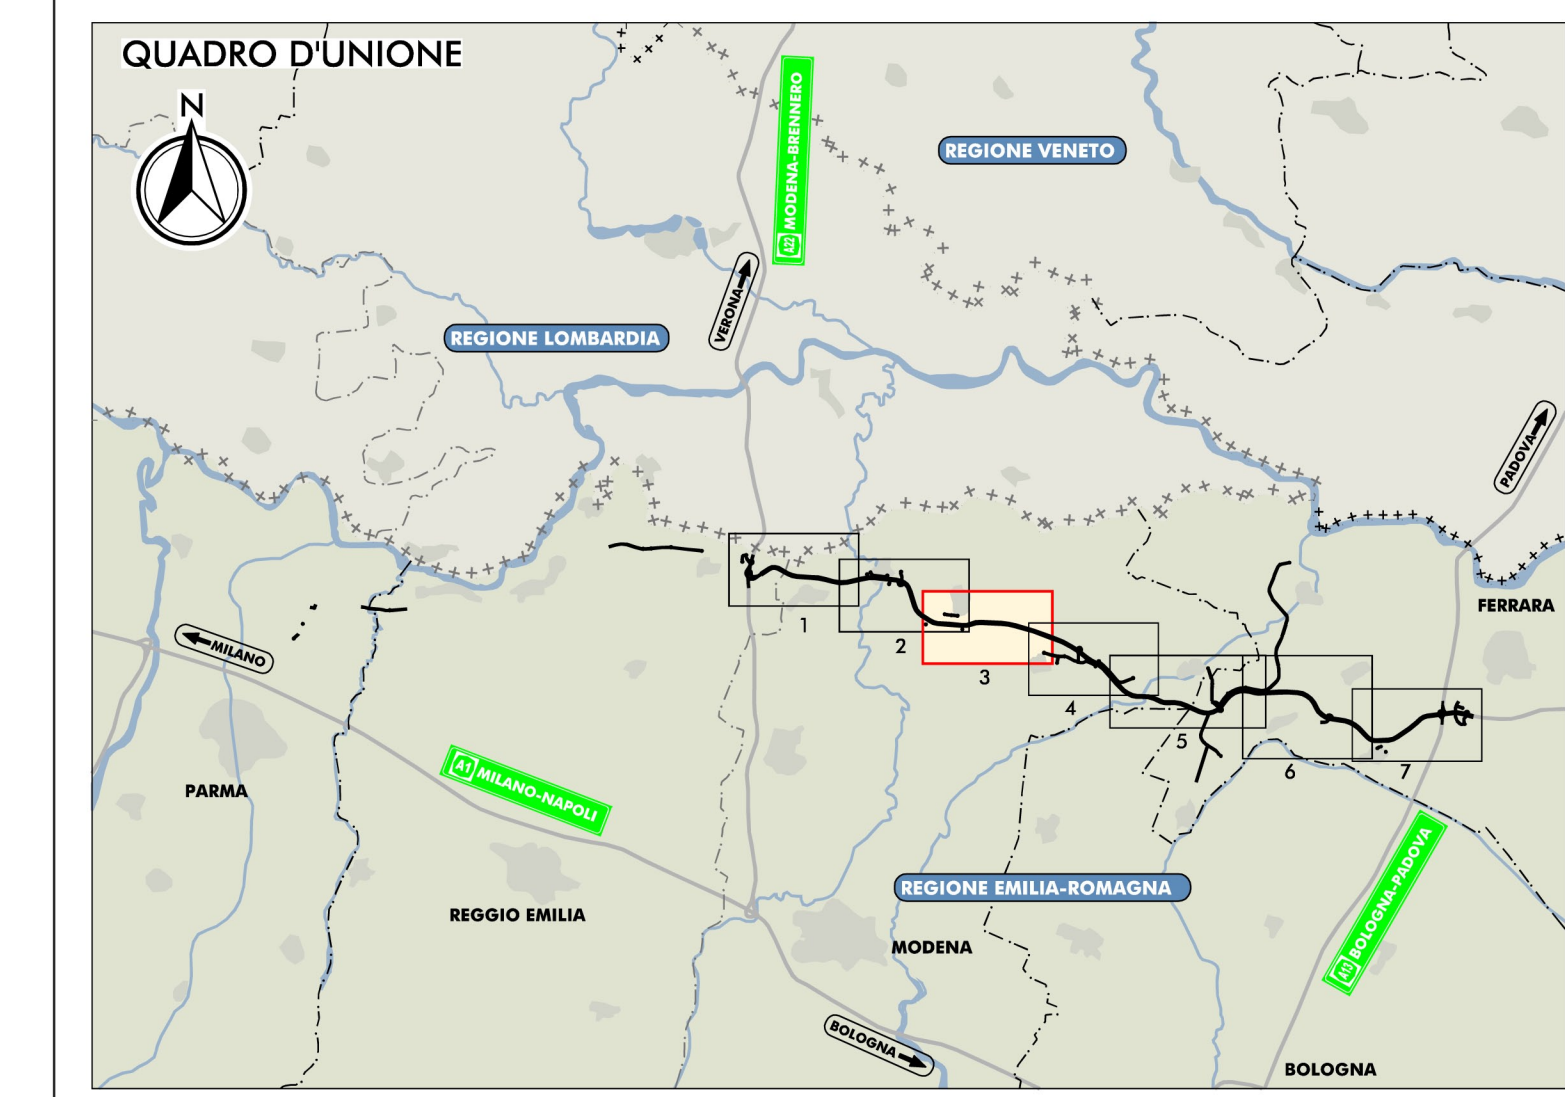 QUADRO D'UNIONE
N
A22 MODENA-BRENNERO
REGIONE VENETO
VERONA
REGIONE LOMBARDIA
PADOVA
FERRARA
MILANO
1
2
3
4
5
6
7
PARMA
A1 MILANO-NAPOLI
REGIONE EMILIA-ROMAGNA
A13 BOLOGNA-PADOVA
REGGIO EMILIA
MODENA
BOLOGNA
BOLOGNA